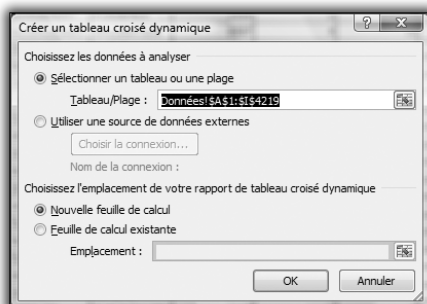 Créer un tableau croisé dynamique
Choisissez les données à analyser
Sélectionner un tableau ou une plage
Tableau/Plage : Données!$A$1:$I$4219
Utiliser une source de données externes
Choisir la connexion...
Nom de la connexion :
Choisissez l'emplacement de votre rapport de tableau croisé dynamique
Nouvelle feuille de calcul
Feuille de calcul existante
Emplacement :
OK Annuler